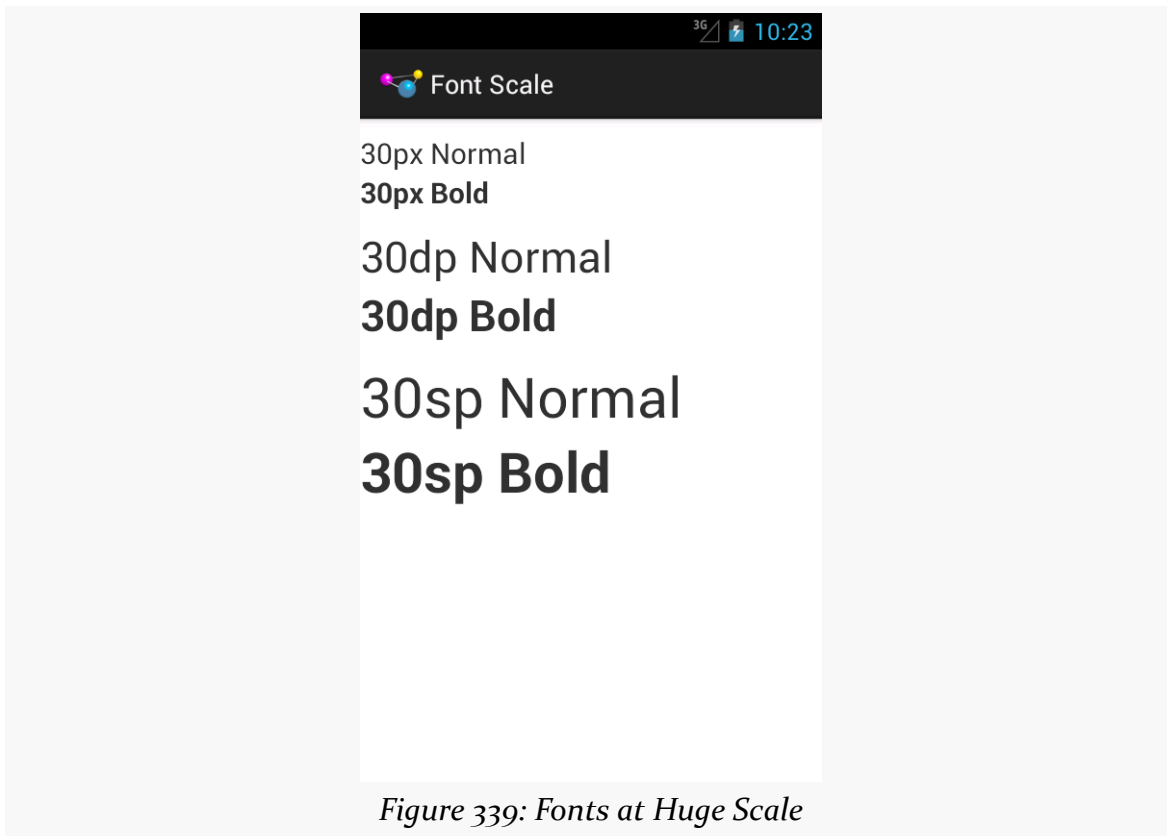 3G 10:23
Font Scale
30px Normal
30px Bold
30dp Normal
30dp Bold
30sp Normal
30sp Bold
Figure 339: Fonts at Huge Scale